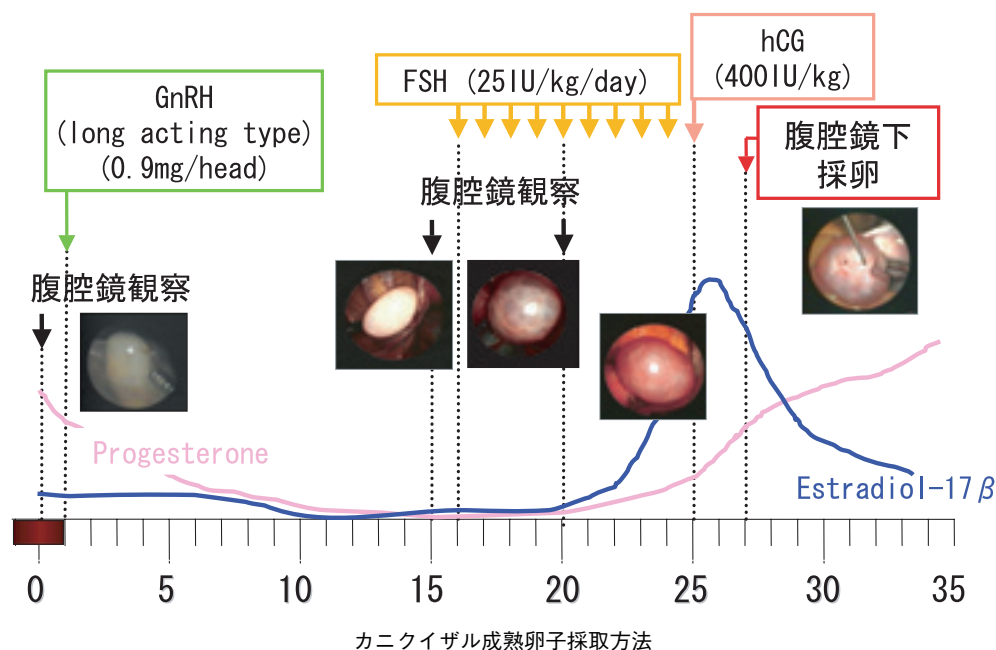 GnRH
(long acting type)
(0.9mg/head)
FSH (25IU/kg/day)
hCG
(400IU/kg)
腹腔鏡下
採卵
腹腔鏡観察
腹腔鏡観察
Progesterone
Estradiol-17β
0 5 10 15 20 25 30 35
カニクイザル成熟卵子採取方法